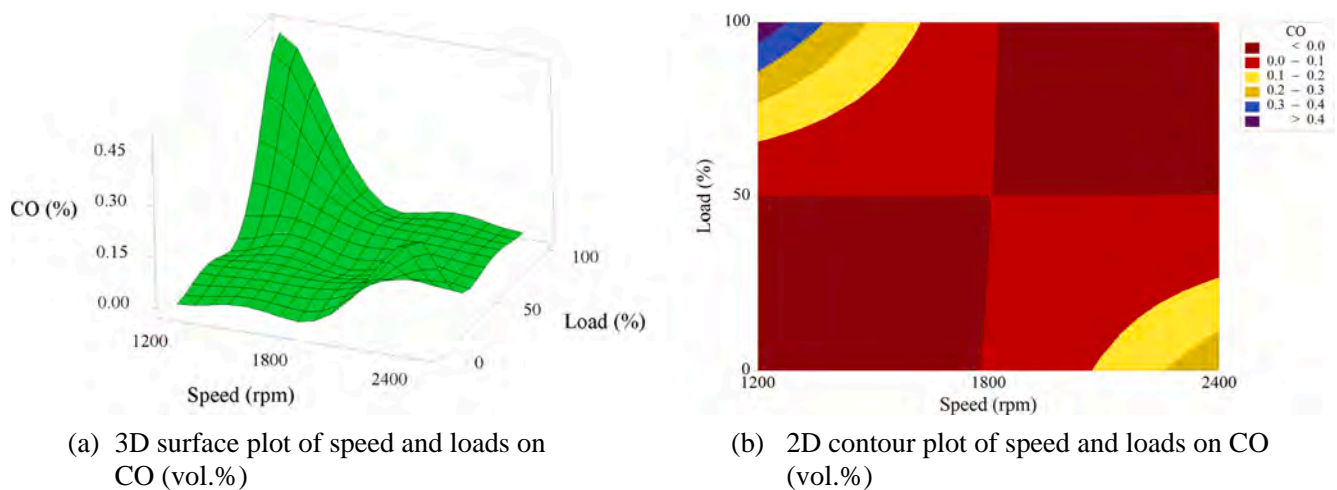 0.45
0.30
0.15
0.00
CO (%)
1200
1800
2400
Speed (rpm)
0
50
100
Load (%)
(a) 3D surface plot of speed and loads on
CO (vol.%)
100
50
0
Load (%)
1200
1800
2400
Speed (rpm)
CO
< 0.0
0.0 – 0.1
0.1 – 0.2
0.2 – 0.3
0.3 – 0.4
> 0.4
(b) 2D contour plot of speed and loads on CO
(vol.%)